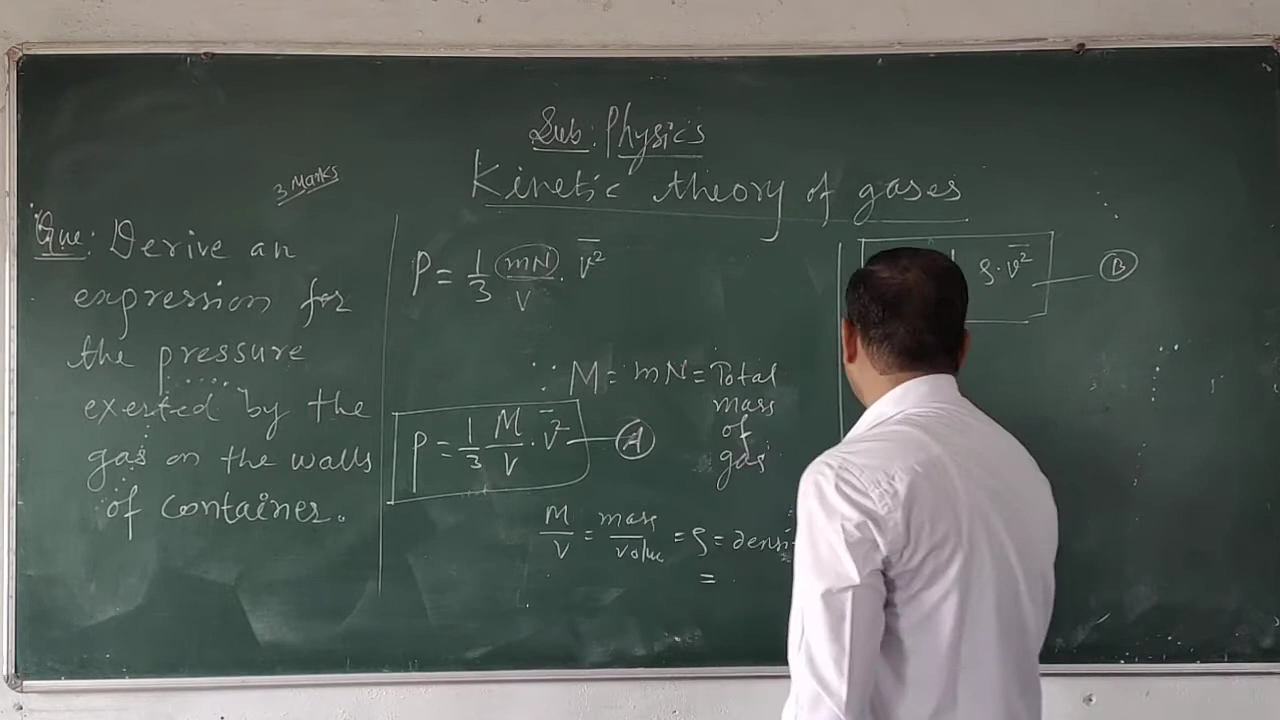 Sub: Physics
Kinetic theory of gases
3 Marks
Que: Derive an
expression for
the pressure
exerted by the
gas on the walls
of container.
P = 1/3 mN/V · v̅²
∵ M = mN = Total
mass
of
gas
P = 1/3 M/V · v̅² — A
M/V = mass/volue = ρ = densi
=
ρ · v̅² — B